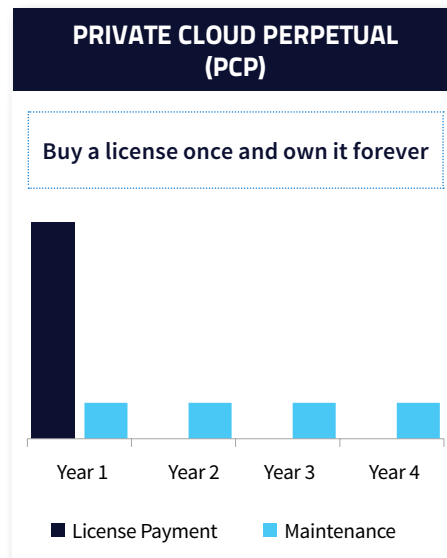 PRIVATE CLOUD PERPETUAL
(PCP)
Buy a license once and own it forever
Year 1
Year 2
Year 3
Year 4
License Payment
Maintenance